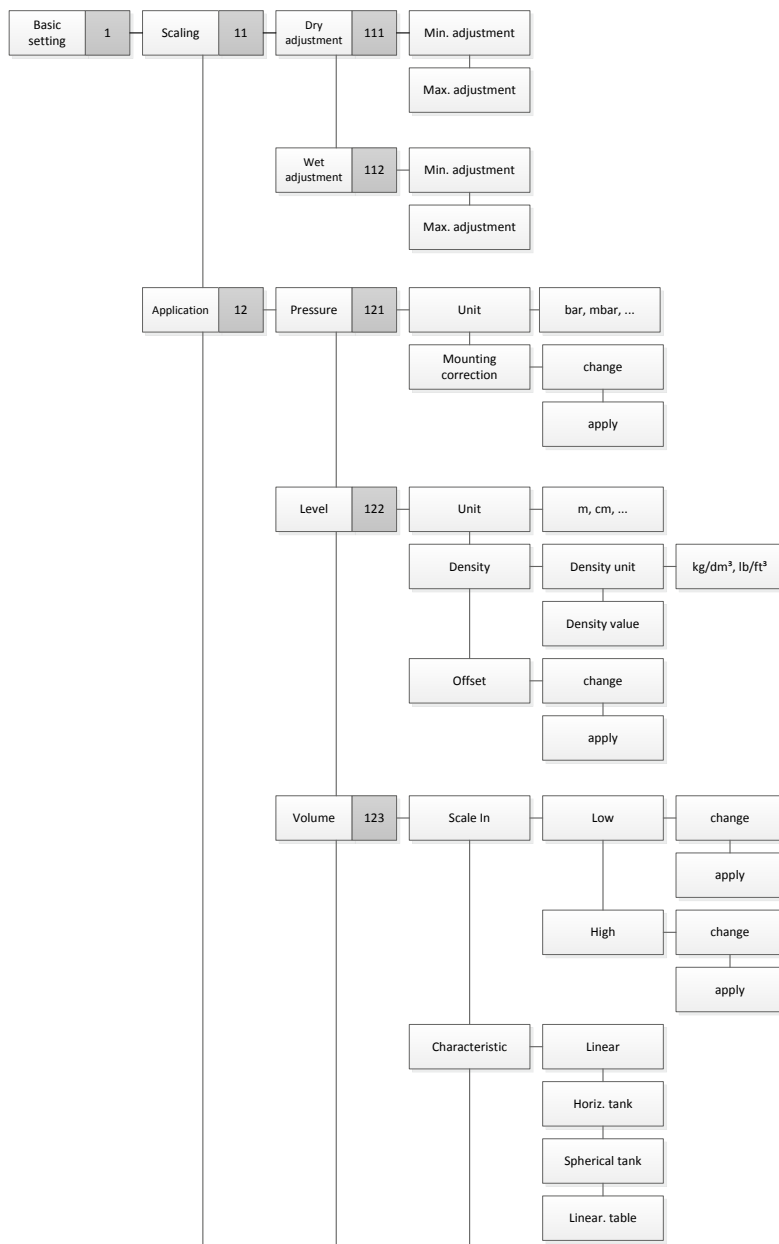 Basic
setting
1
Scaling
11
Dry
adjustment
111
Min. adjustment
Max. adjustment
Wet
adjustment
112
Min. adjustment
Max. adjustment
Application
12
Pressure
121
Unit
bar, mbar, ...
Mounting
correction
change
apply
Level
122
Unit
m, cm, ...
Density
Density unit
kg/dm³, lb/ft³
Density value
Offset
change
apply
Volume
123
Scale In
Low
change
apply
High
change
apply
Characteristic
Linear
Horiz. tank
Spherical tank
Linear. table